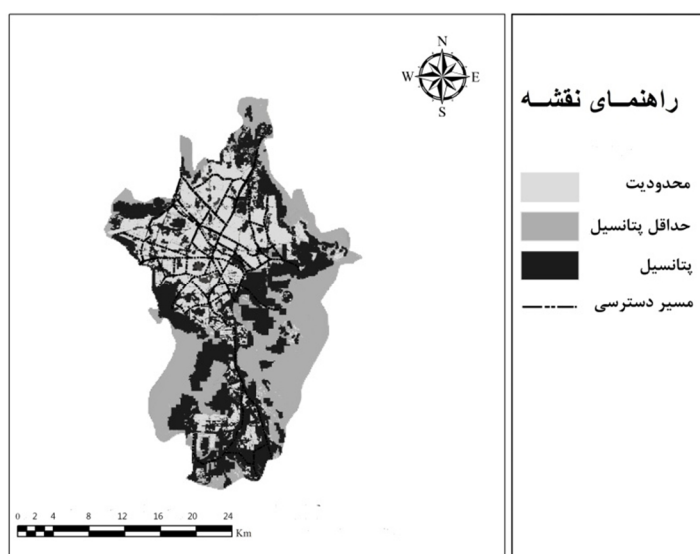 N
W E
S
راهنمای نقشه
محدودیت
حداقل پتانسیل
پتانسیل
مسیر دسترسی
0 2 4 8 12 16 20 24
Km